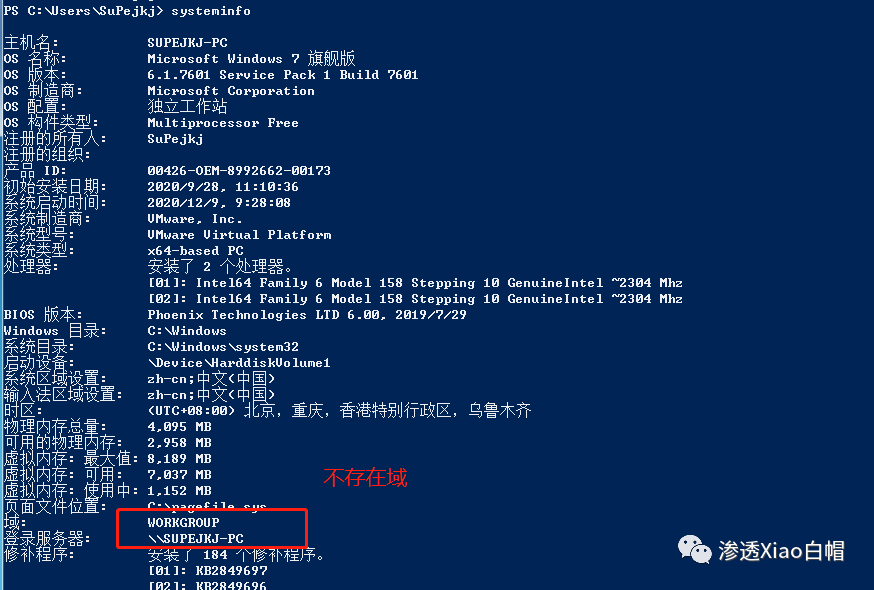 PS C:\Users\SuPejkj> systeminfo
主机名: SUPEJKJ-PC
OS 名称: Microsoft Windows 7 旗舰版
OS 版本: 6.1.7601 Service Pack 1 Build 7601
OS 制造商: Microsoft Corporation
OS 配置: 独立工作站
OS 构件类型: Multiprocessor Free
注册的所有人: SuPejkj
注册的组织:
产品 ID: 00426-OEM-8992662-00173
初始安装日期: 2020/9/28, 11:10:36
系统启动时间: 2020/12/9, 9:28:08
系统制造商: VMware, Inc.
系统型号: VMware Virtual Platform
系统类型: x64-based PC
处理器: 安装了 2 个处理器。
[01]: Intel64 Family 6 Model 158 Stepping 10 GenuineIntel ~2304 Mhz
[02]: Intel64 Family 6 Model 158 Stepping 10 GenuineIntel ~2304 Mhz
BIOS 版本: Phoenix Technologies LTD 6.00, 2019/7/29
Windows 目录: C:\Windows
系统目录: C:\Windows\system32
启动设备: \Device\HarddiskVolume1
系统区域设置: zh-cn;中文(中国)
输入法区域设置: zh-cn;中文(中国)
时区: (UTC+08:00) 北京，重庆，香港特别行政区，乌鲁木齐
物理内存总量: 4,095 MB
可用的物理内存: 2,958 MB
虚拟内存: 最大值: 8,189 MB
虚拟内存: 可用: 7,037 MB
虚拟内存: 使用中: 1,152 MB
不存在域
页面文件位置: C:\pagefile.sys
域: WORKGROUP
登录服务器: \\SUPEJKJ-PC
修补程序: 安装了 184 个修补程序。
[01]: KB2849697
[02]: KB2849696
渗透Xiao白帽